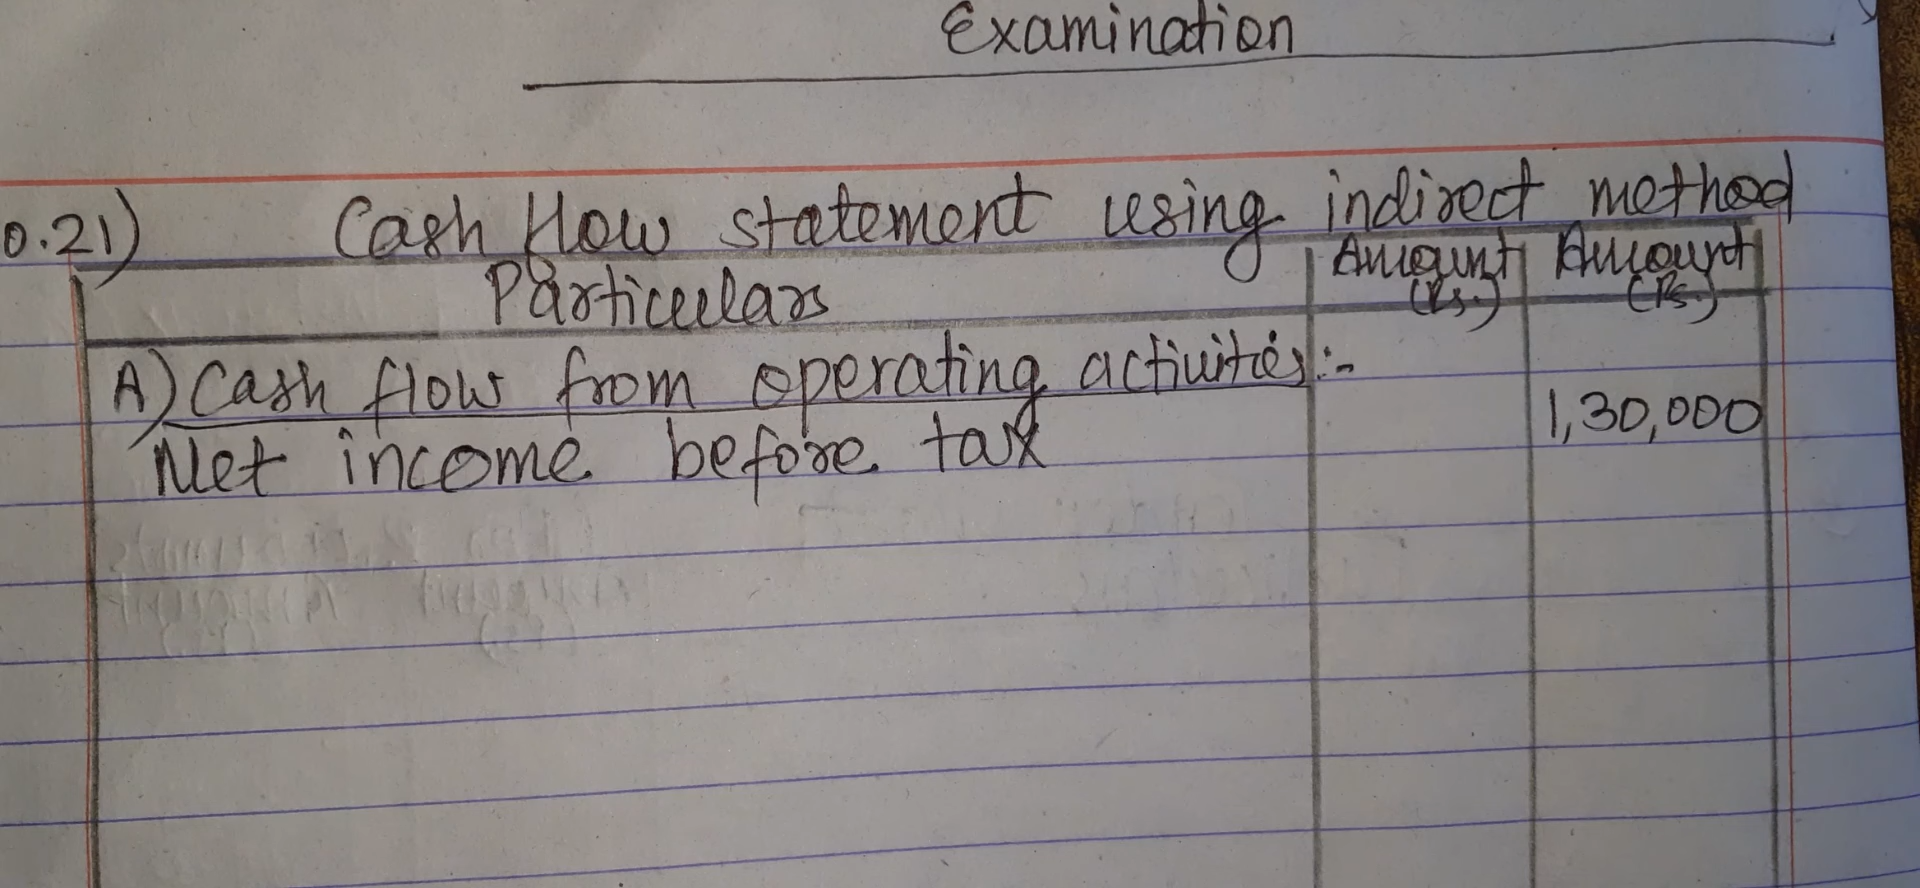 Examination
0.21) Cash flow statement using indirect method
Particulars Amount (Rs.) Amount (Rs.)
A) Cash flow from operating activities:-
Net income before tax 1,30,000